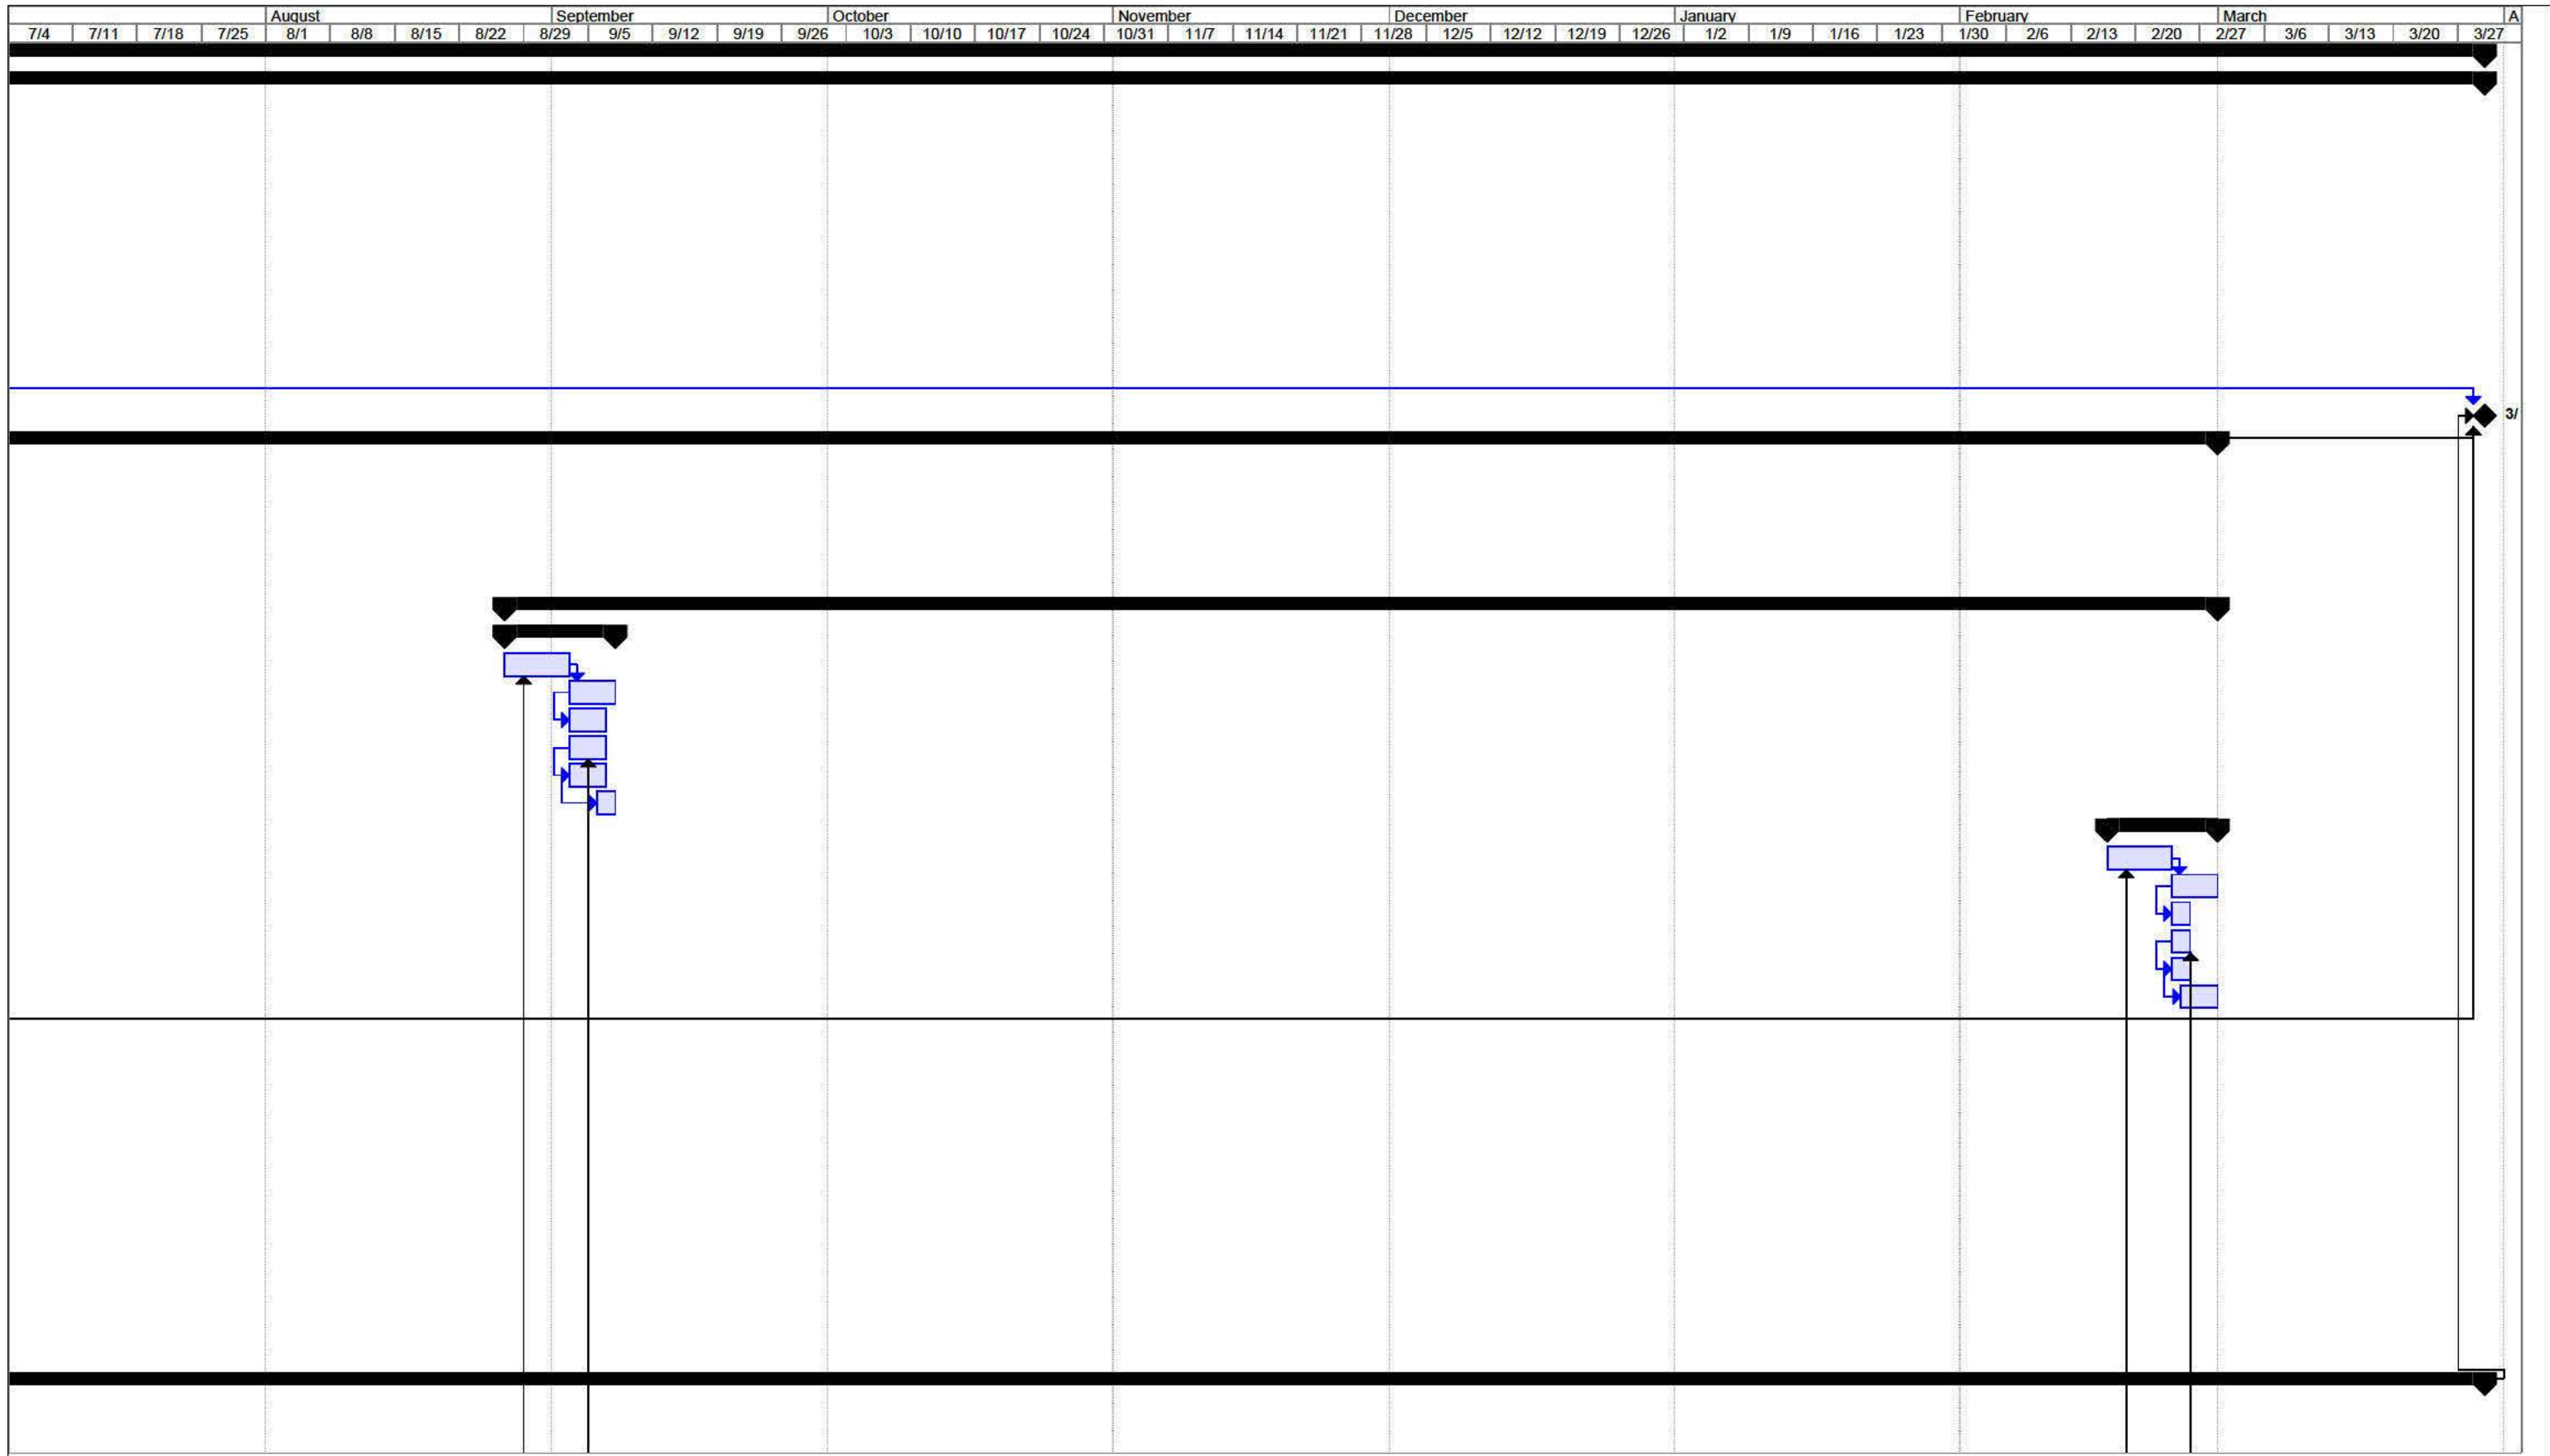 August September October November December January February March A
7/4 7/11 7/18 7/25 8/1 8/8 8/15 8/22 8/29 9/5 9/12 9/19 9/26 10/3 10/10 10/17 10/24 10/31 11/7 11/14 11/21 11/28 12/5 12/12 12/19 12/26 1/2 1/9 1/16 1/23 1/30 2/6 2/13 2/20 2/27 3/6 3/13 3/20 3/27
3/